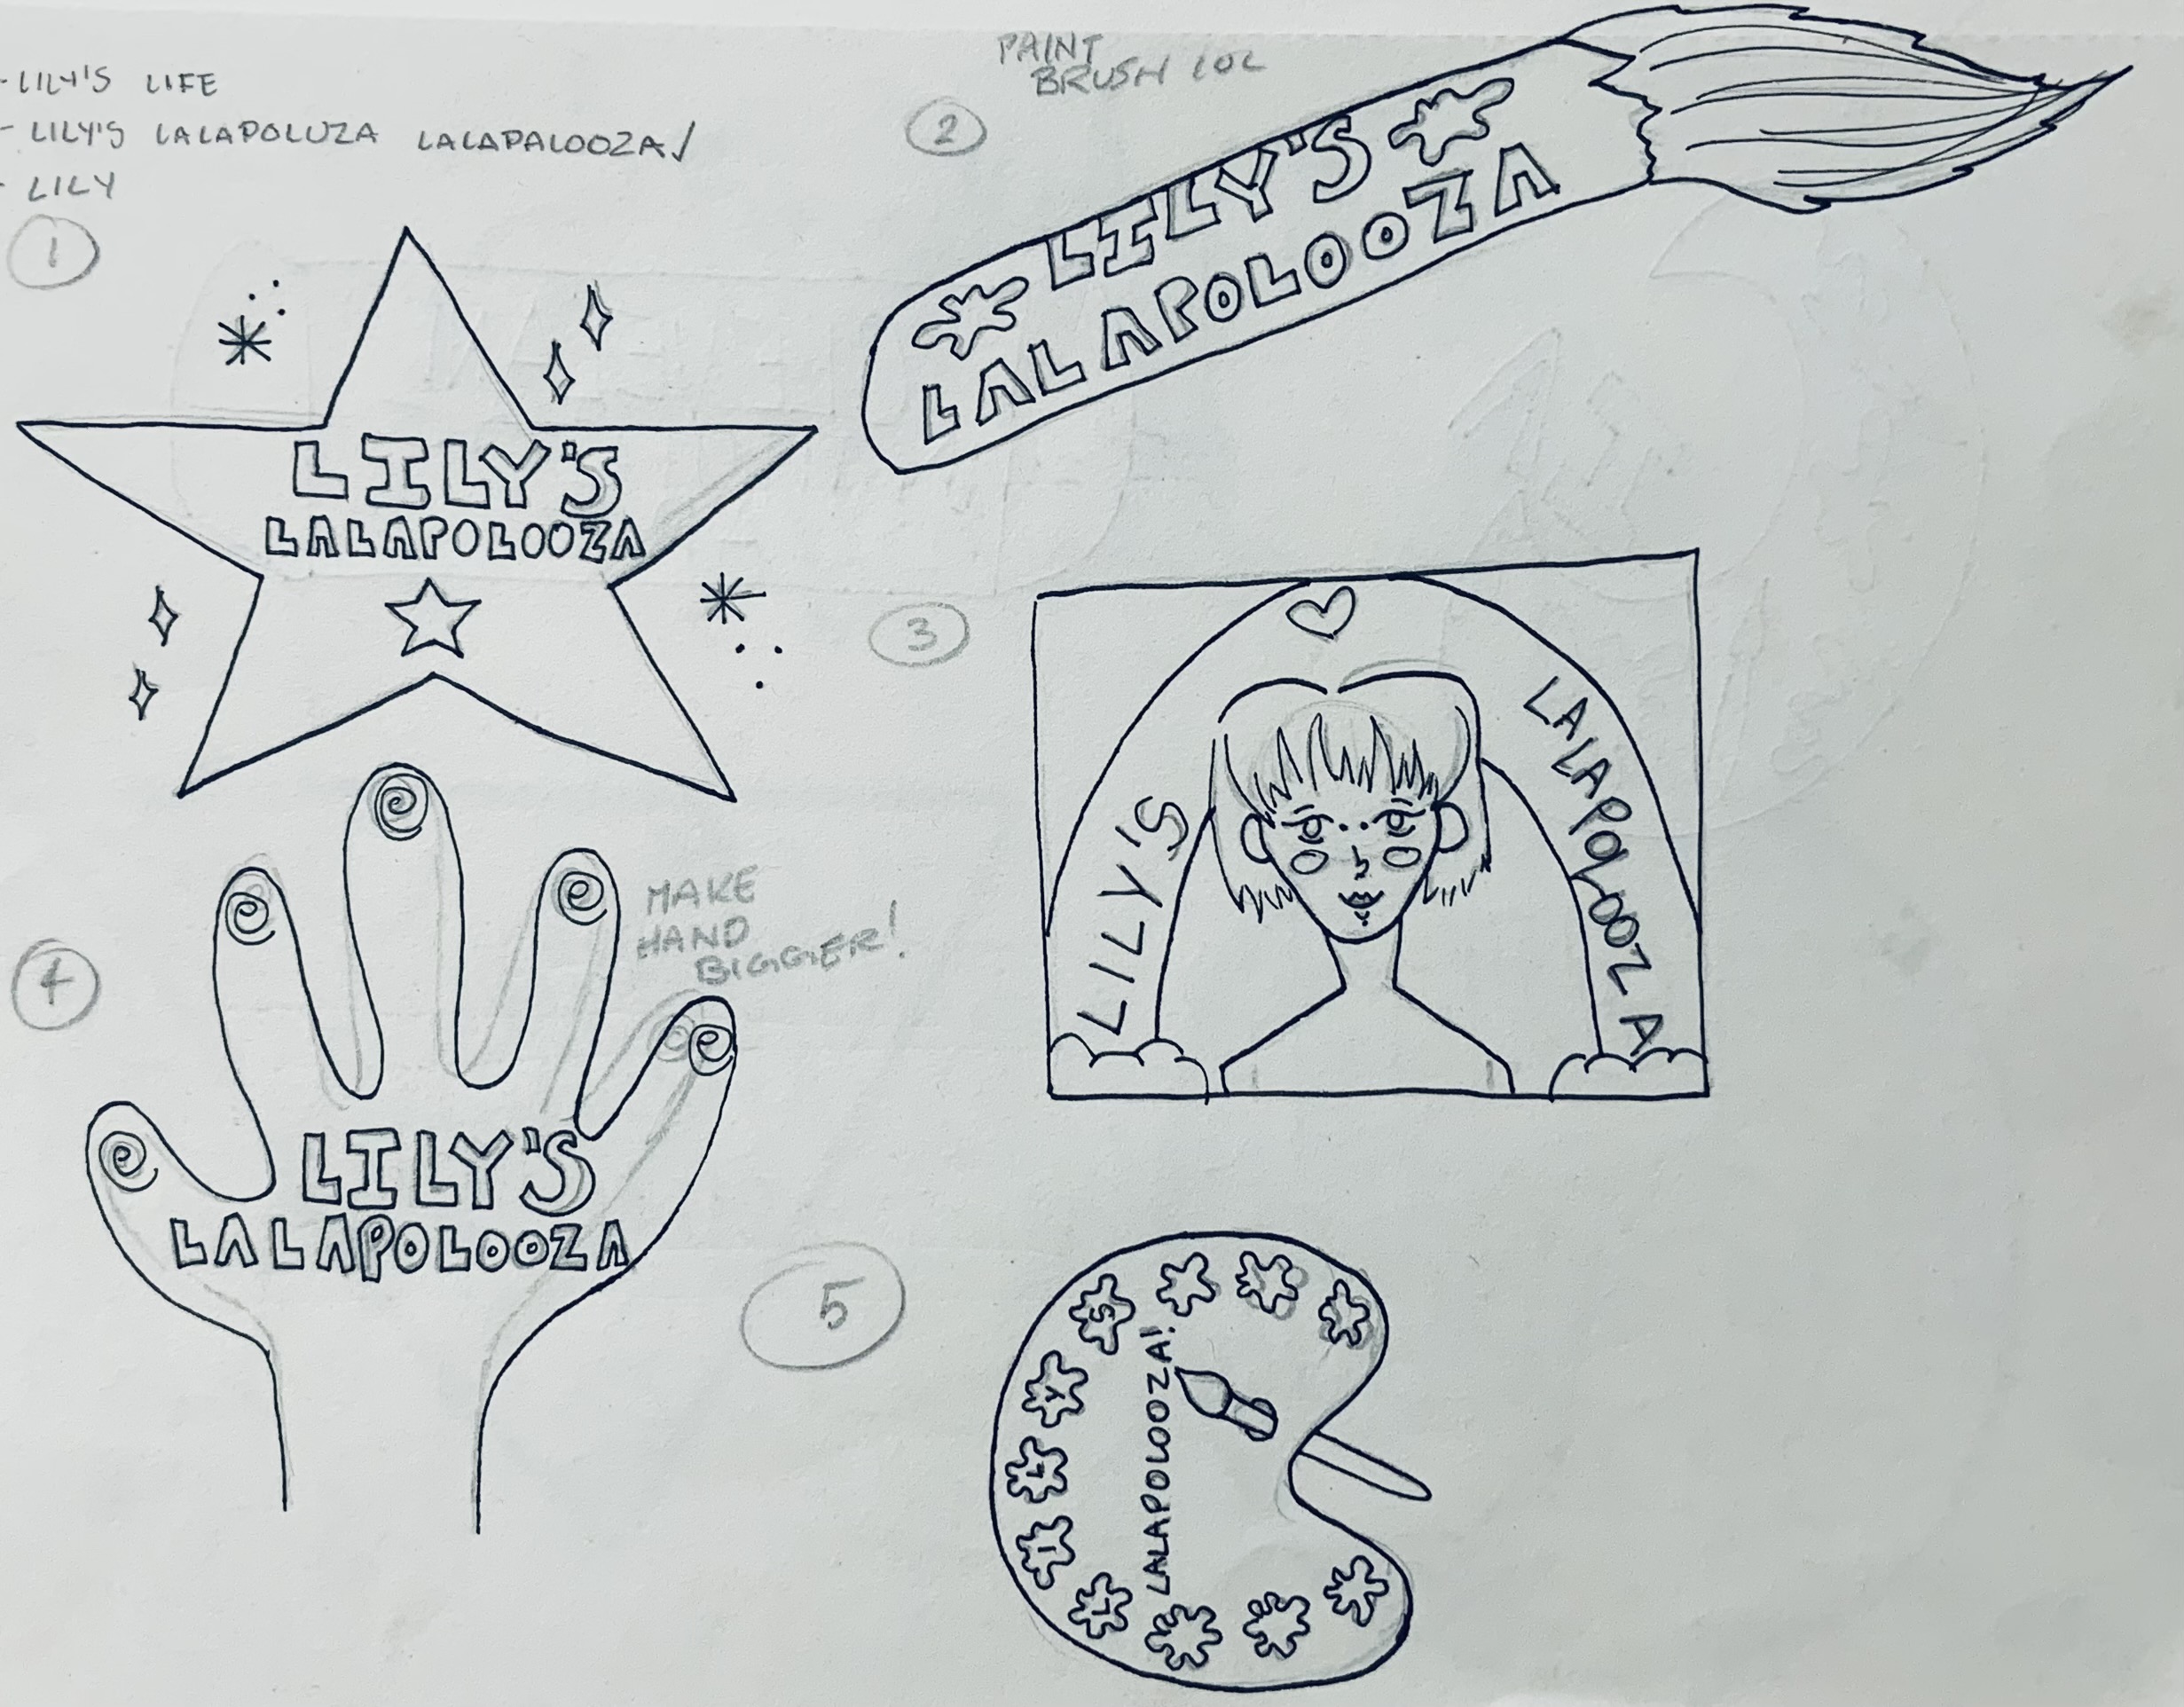 - LILY'S LIFE
- LILY'S LALAPOLUZA LALAPALOOZA✓
- LILY
1
PAINT
BRUSH LOL
2
LILY'S
LALAPOLOOZA
LILY'S
LALAPOLOOZA
3
LILY'S
LALAPOLOOZA
4
MAKE
HAND
BIGGER!
LILY'S
LALAPOLOOZA
5
LILY'S
LALAPOLOOZA!